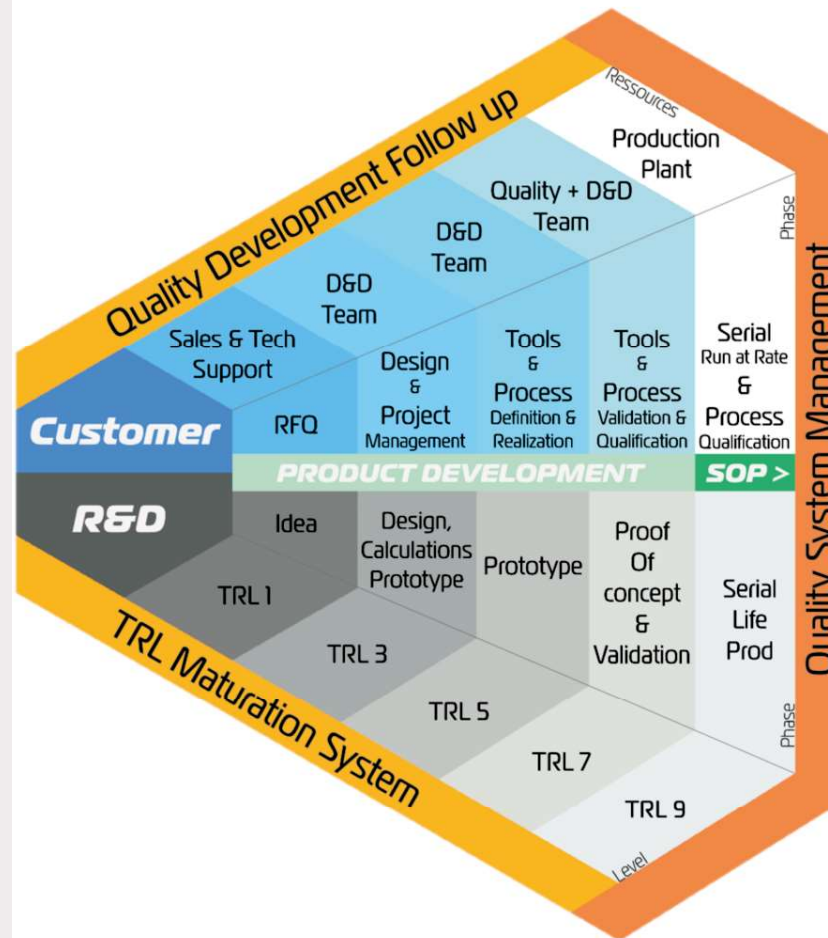 Quality Development Follow up
Ressources
Production
Plant
Quality + D&D
Team
D&D
Team
D&D
Team
Sales & Tech
Support
Phase
Customer
RFQ
Design
&
Project
Management
Tools
&
Process
Definition &
Realization
Tools
&
Process
Validation &
Qualification
Serial
Run at Rate
&
Process
Qualification
PRODUCT DEVELOPMENT
SOP >
R&D
Idea
Design,
Calculations
Prototype
Prototype
Proof
Of
concept
&
Validation
Serial
Life
Prod
Phase
TRL 1
TRL 3
TRL 5
TRL 7
TRL 9
Level
TRL Maturation System
Quality System Management